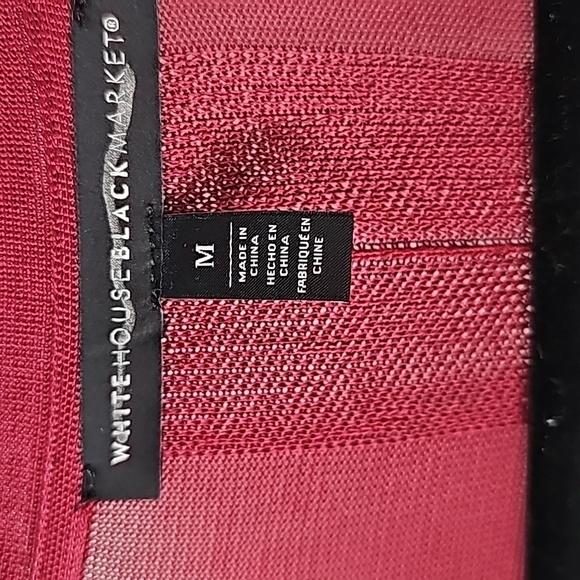 WHITE HOUSE BLACK MARKET®
M
MADE IN
CHINA
HECHO EN
CHINA
FABRIQUÉ EN
CHINE